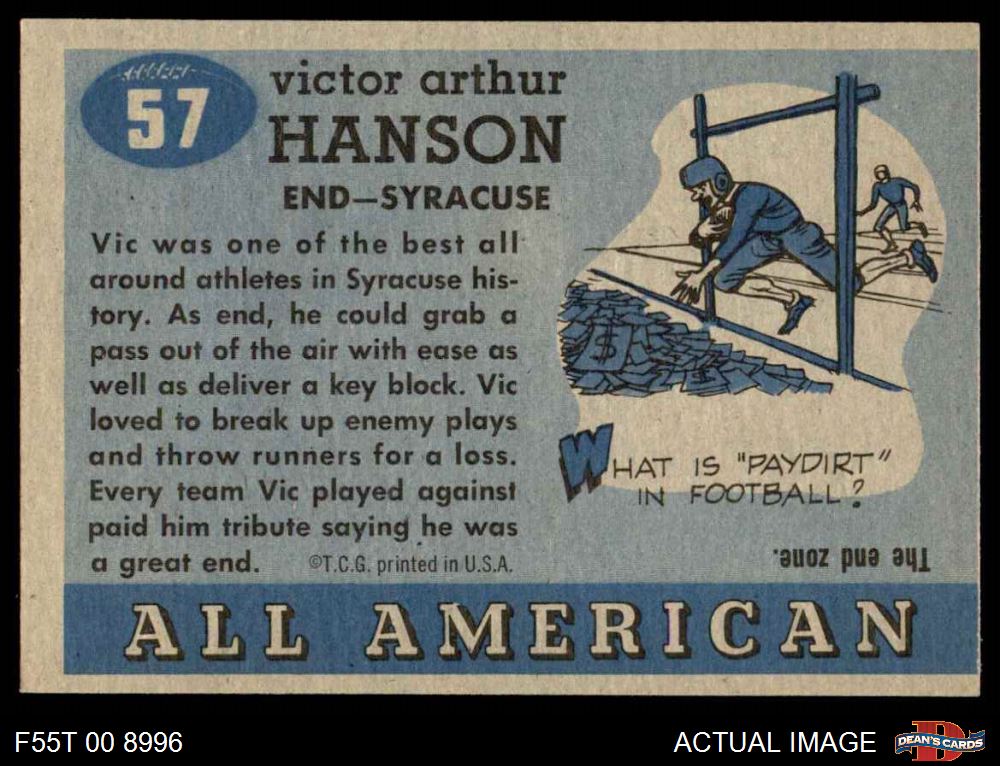 57
victor arthur
HANSON
END—SYRACUSE
Vic was one of the best all
around athletes in Syracuse his-
tory. As end, he could grab a
pass out of the air with ease as
well as deliver a key block. Vic
loved to break up enemy plays
and throw runners for a loss.
Every team Vic played against
paid him tribute saying he was
a great end. ©T.C.G. printed in U.S.A.
$
WHAT IS "PAYDIRT"
IN FOOTBALL?
The end zone.
ALL AMERICAN
F55T 00 8996
ACTUAL IMAGE
D
DEAN'S CARDS